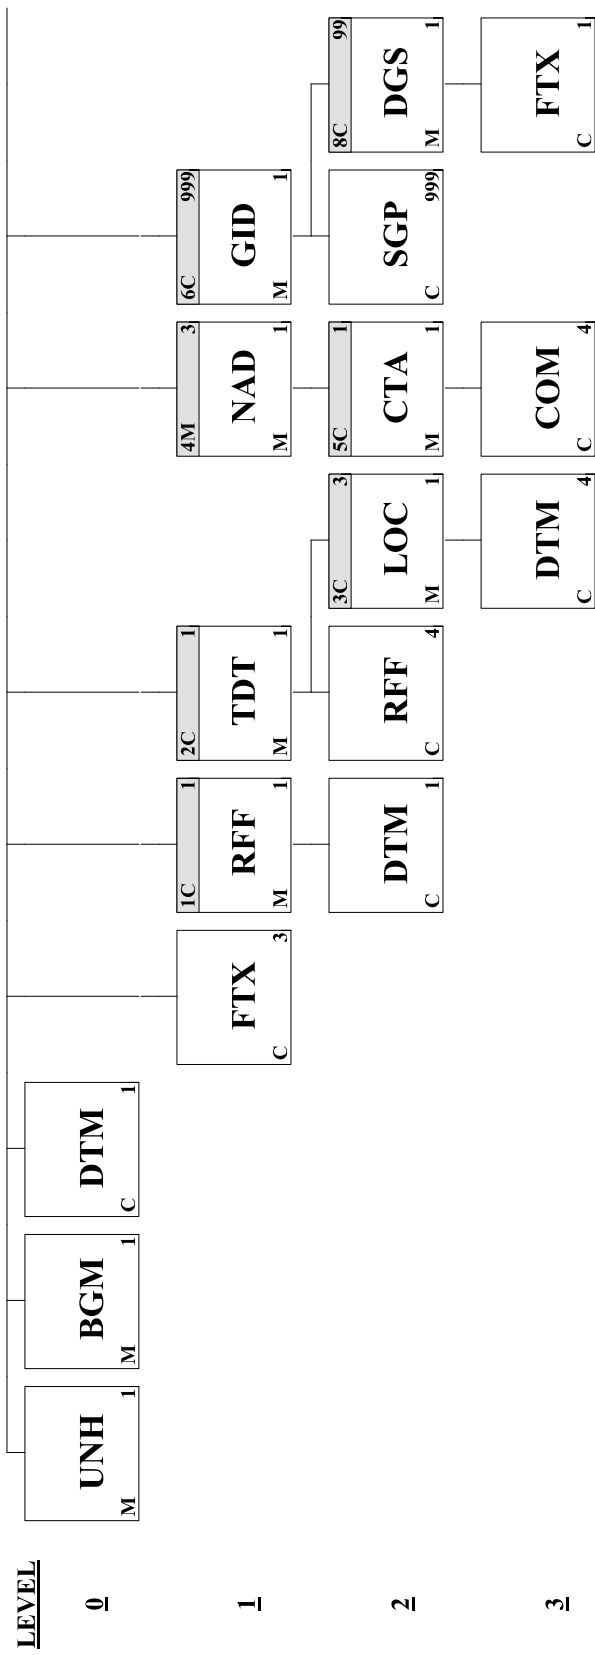 LEVEL
0
UNH
M 1
BGM
M 1
DTM
C 1
1
FTX
C 3
1C 1
RFF
M 1
2C 1
TDT
M 1
4M 3
NAD
M 1
6C 999
GID
M 1
2
DTM
C 1
RFF
C 4
3C 3
LOC
M 1
5C 1
CTA
M 1
SGP
C 999
8C 99
DGS
M 1
3
DTM
C 4
COM
C 4
FTX
C 1